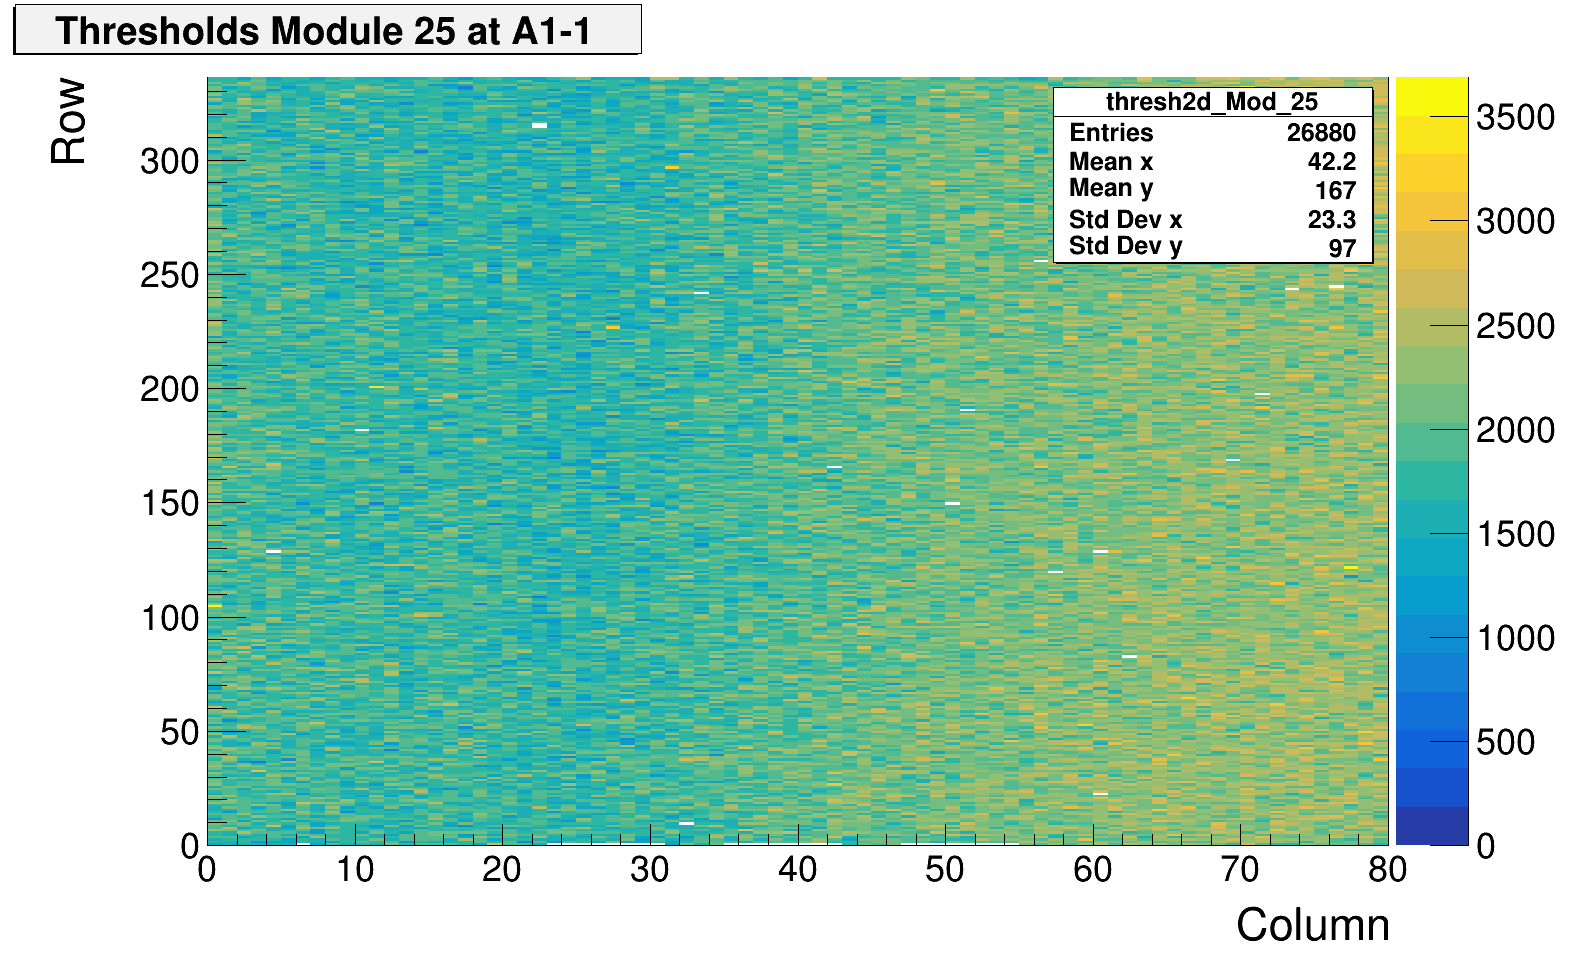 Thresholds Module 25 at A1-1
Row
thresh2d_Mod_25
Entries 26880
Mean x 42.2
Mean y 167
Std Dev x 23.3
Std Dev y 97
300
250
200
150
100
50
0
0 10 20 30 40 50 60 70 80
Column
3500
3000
2500
2000
1500
1000
500
0